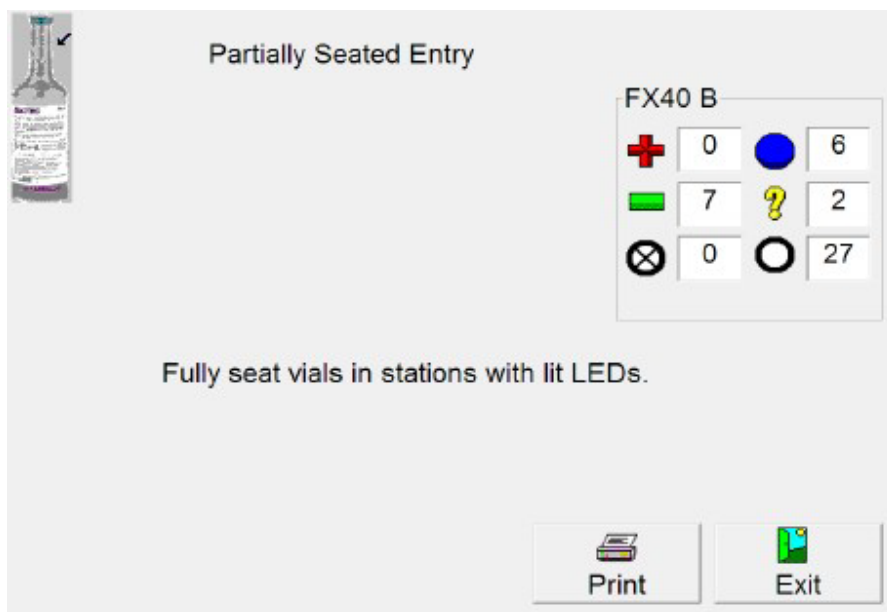 Partially Seated Entry
FX40 B
0 6
7 2
0 27
Fully seat vials in stations with lit LEDs.
Print Exit